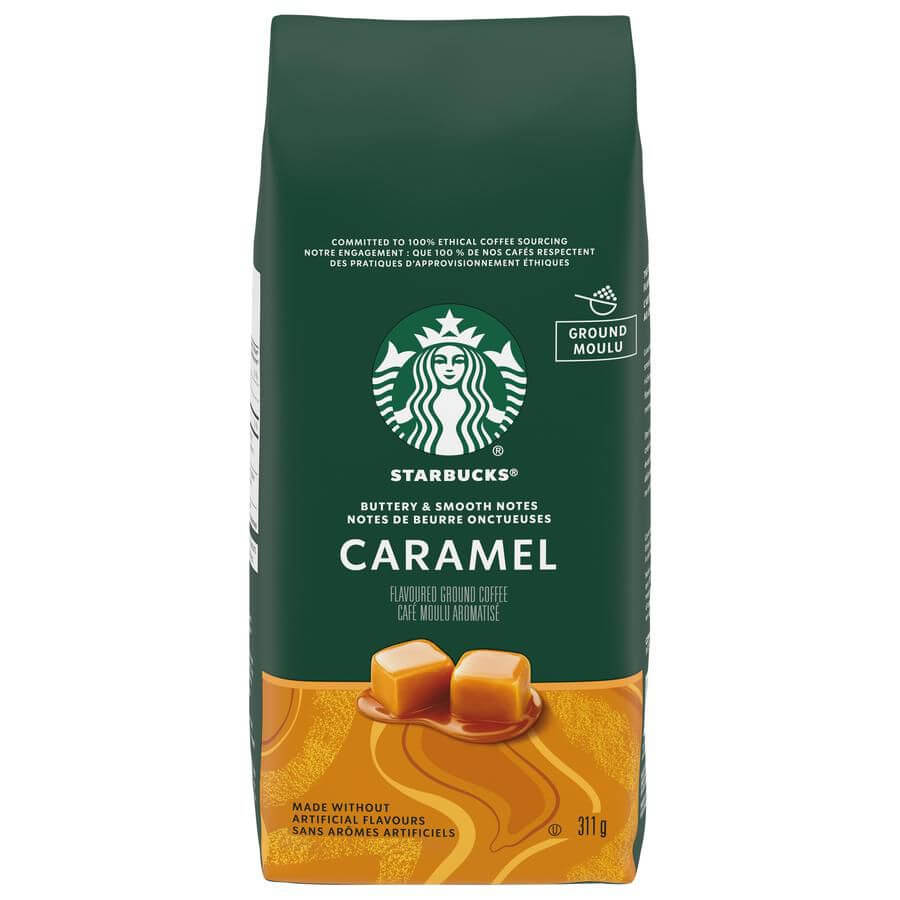 COMMITTED TO 100% ETHICAL COFFEE SOURCING
NOTRE ENGAGEMENT : QUE 100 % DE NOS CAFÉS RESPECTENT
DES PRATIQUES D'APPROVISIONNEMENT ÉTHIQUES
GROUND
MOULU
®
STARBUCKS®
BUTTERY & SMOOTH NOTES
NOTES DE BEURRE ONCTUEUSES
CARAMEL
FLAVOURED GROUND COFFEE
CAFÉ MOULU AROMATISÉ
MADE WITHOUT
ARTIFICIAL FLAVOURS
SANS ARÔMES ARTIFICIELS
U
311 g